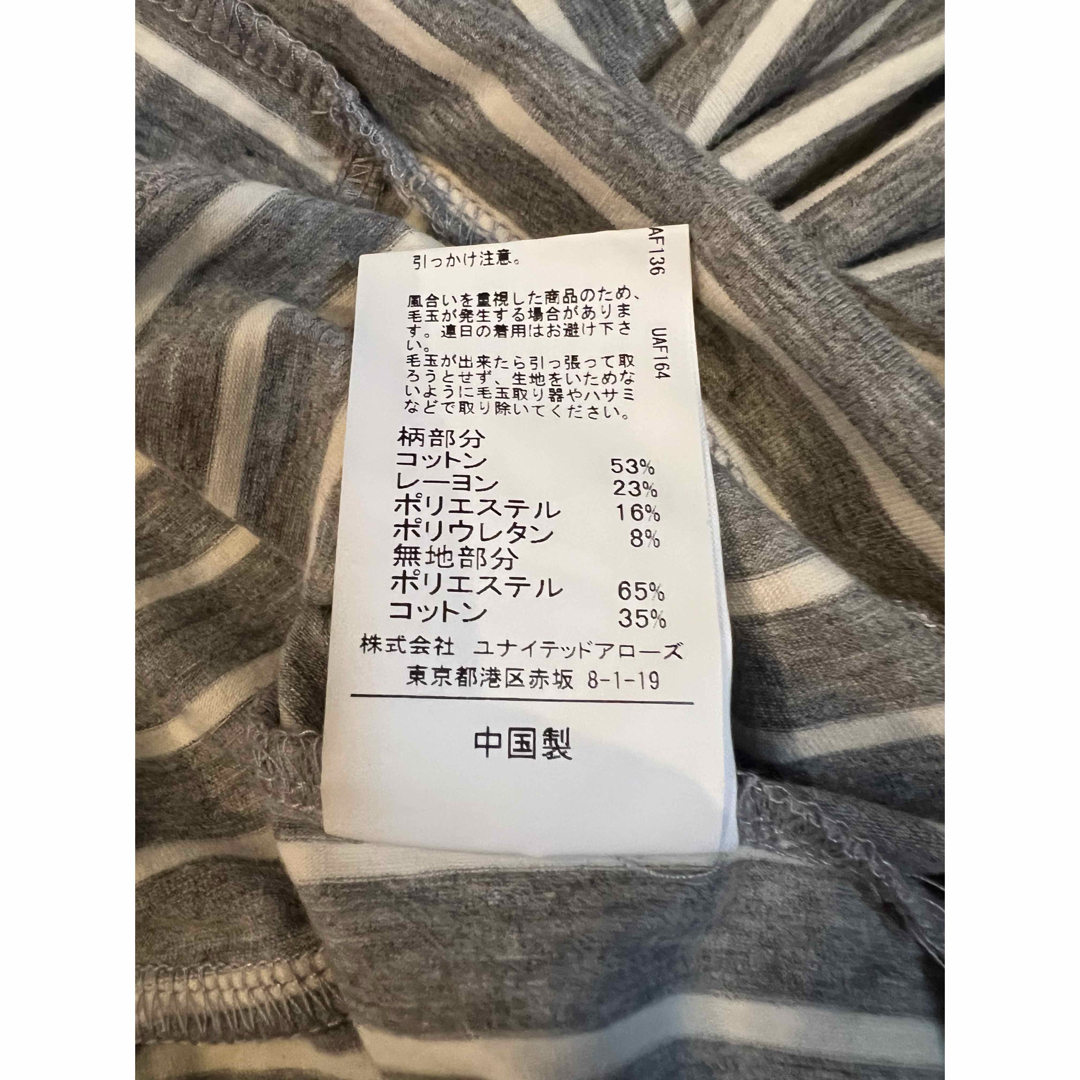 引っかけ注意。
風合いを重視した商品のため、
毛玉が発生する場合がありま
す。連日の着用はお避け下さ
い。
毛玉が出来たら引っ張って取
ろうとせず、生地をいためな
いように毛玉取り器やハサミ
などで取り除いてください。
柄部分
コットン 53%
レーヨン 23%
ポリエステル 16%
ポリウレタン 8%
無地部分
ポリエステル 65%
コットン 35%
株式会社 ユナイテッドアローズ
東京都港区赤坂 8-1-19
中国製
AF136 UAF164